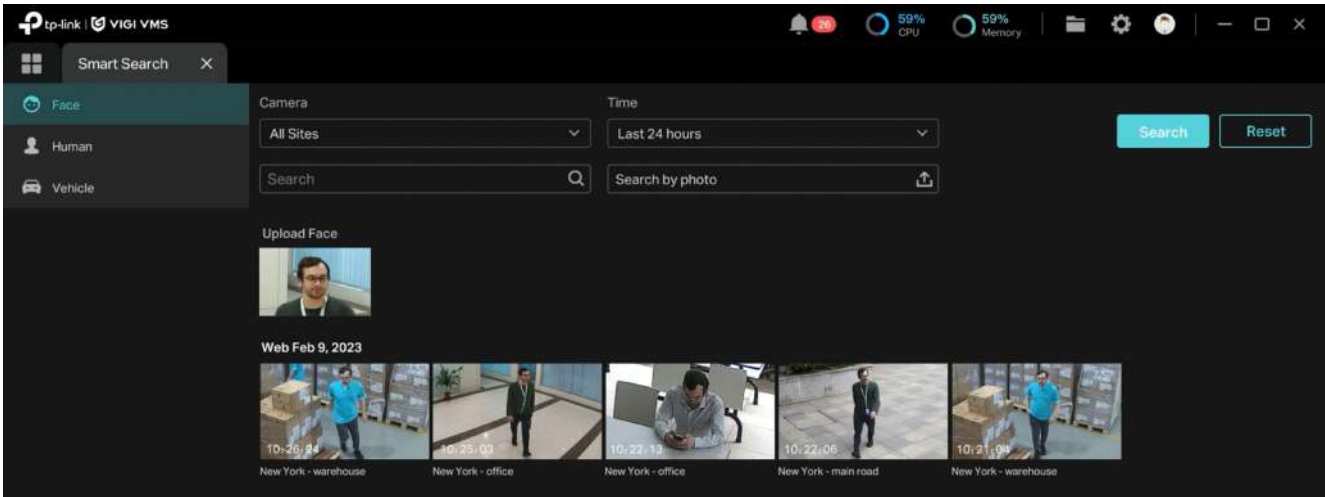 tp-link | VIGI VMS
26
59%
CPU
59%
Memory
Smart Search
Face
Human
Vehicle
Camera
Time
All Sites
Last 24 hours
Search
Reset
Search
Search by photo
Upload Face
Web Feb 9, 2023
10:26:24
10:25:03
10:22:13
10:22:06
10:21:04
New York - warehouse
New York - office
New York - office
New York - main road
New York - warehouse